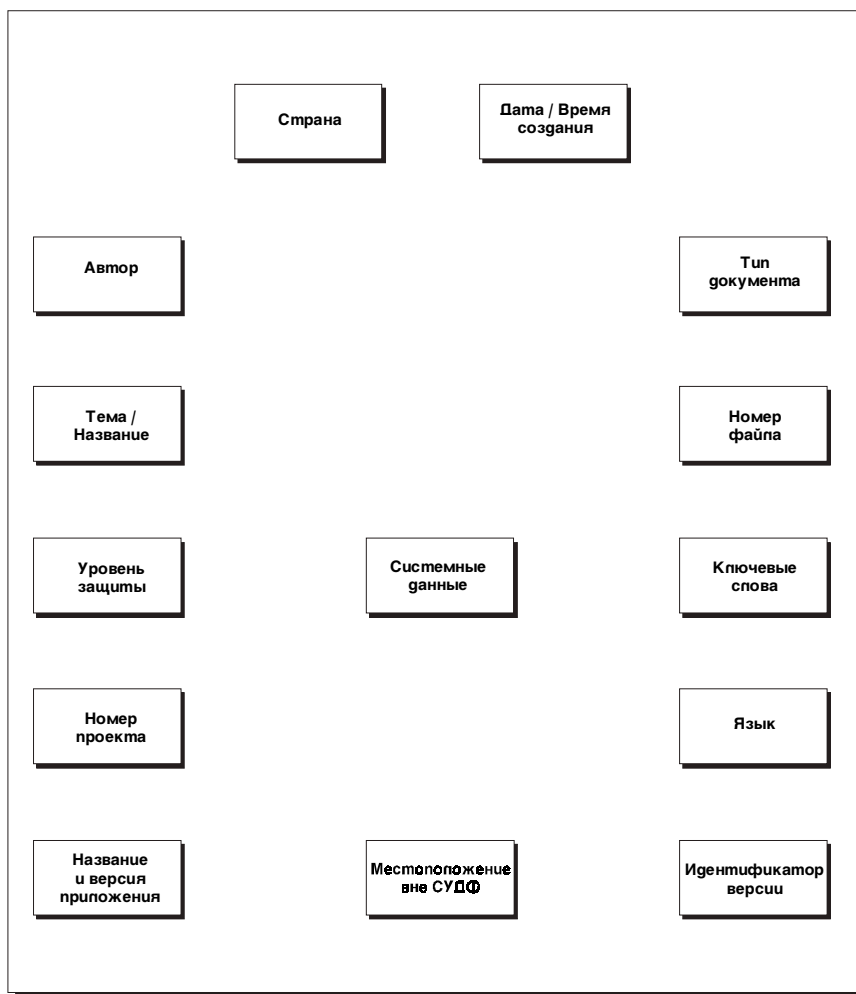 Страна
Дата / Время
создания
Автор
Тип
документа
Тема /
Название
Номер
файла
Уровень
защиты
Системные
данные
Ключевые
слова
Номер
проекта
Язык
Название
и версия
приложения
Местоположение
вне СУДФ
Идентификатор
версии